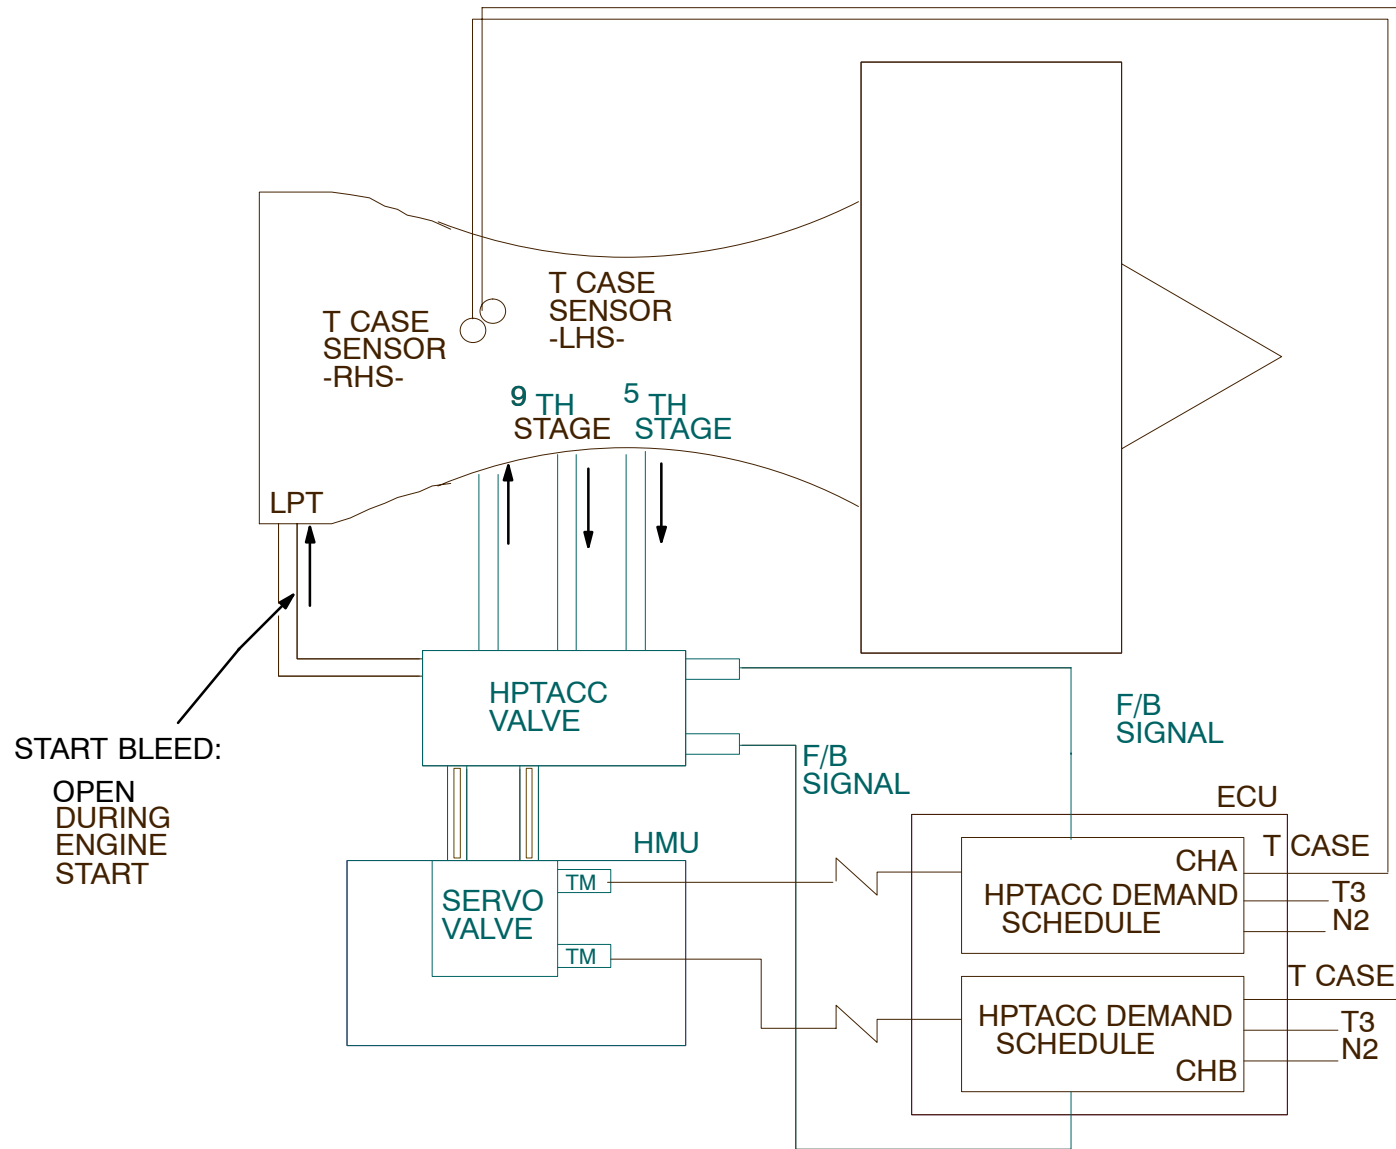 T CASE
SENSOR
-LHS-
T CASE
SENSOR
-RHS-
9 TH
STAGE
5 TH
STAGE
LPT
HPTACC
VALVE
F/B
SIGNAL
F/B
SIGNAL
START BLEED:
OPEN
DURING
ENGINE
START
HMU
SERVO
VALVE
TM
TM
ECU
CHA
HPTACC DEMAND
SCHEDULE
T CASE
T3
N2
HPTACC DEMAND
SCHEDULE
CHB
T CASE
T3
N2